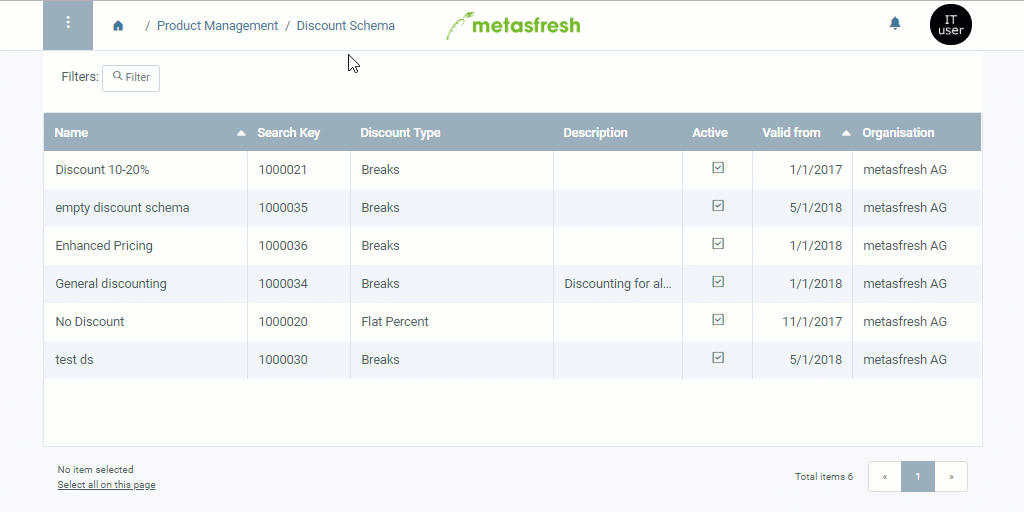 / Product Management / Discount Schema
metasfresh
IT
user
Filters: Filter
Name Search Key Discount Type Description Active Valid from Organisation
Discount 10-20% 1000021 Breaks 1/1/2017 metasfresh AG
empty discount schema 1000035 Breaks 5/1/2018 metasfresh AG
Enhanced Pricing 1000036 Breaks 1/1/2018 metasfresh AG
General discounting 1000034 Breaks Discounting for al... 1/1/2018 metasfresh AG
No Discount 1000020 Flat Percent 11/1/2017 metasfresh AG
test ds 1000030 Breaks 5/1/2018 metasfresh AG
No item selected
Select all on this page
Total items 6 « 1 »